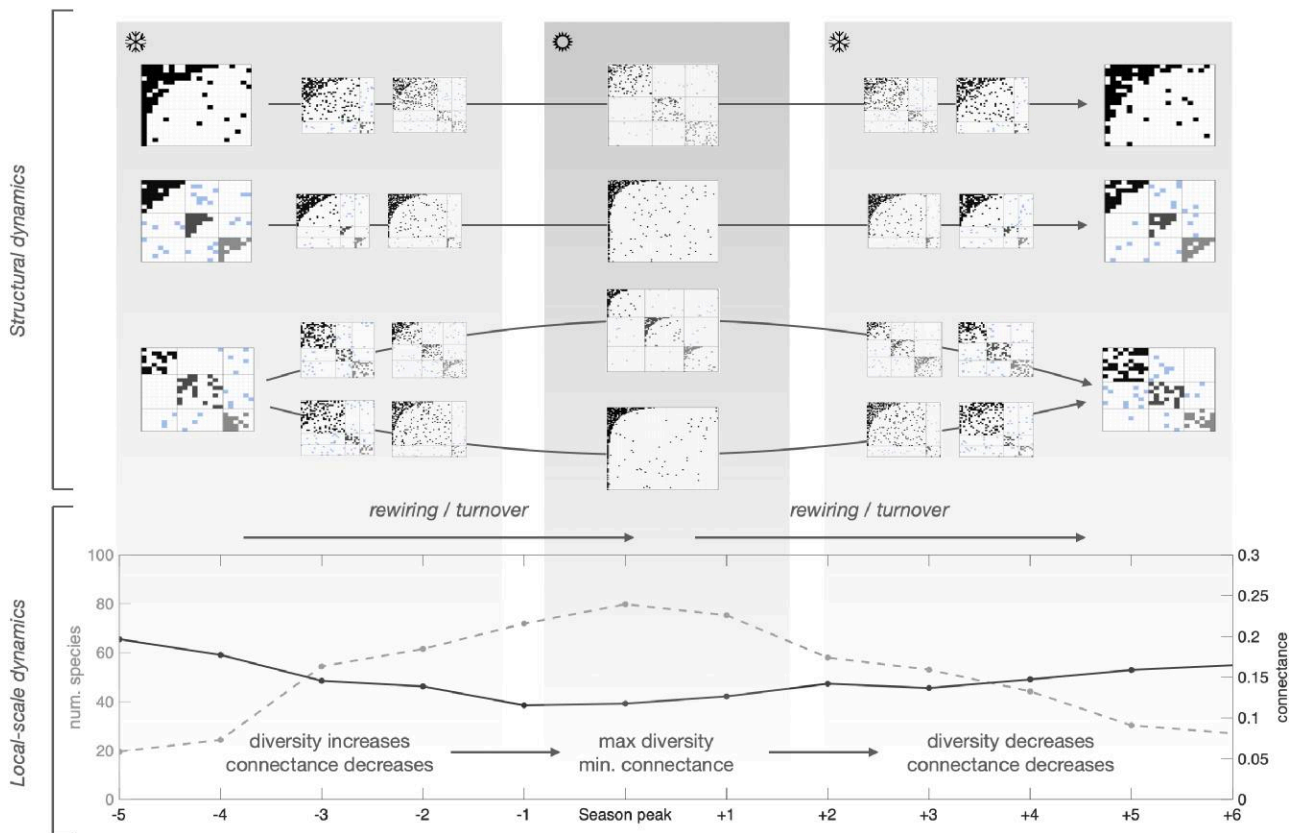 Structural dynamics
rewiring / turnover
rewiring / turnover
Local-scale dynamics
num. species
100
80
60
40
20
0
0.3
0.25
0.2
0.15
0.1
0.05
0
connectance
diversity increases
connectance decreases
max diversity
min. connectance
diversity decreases
connectance decreases
-5
-4
-3
-2
-1
Season peak
+1
+2
+3
+4
+5
+6